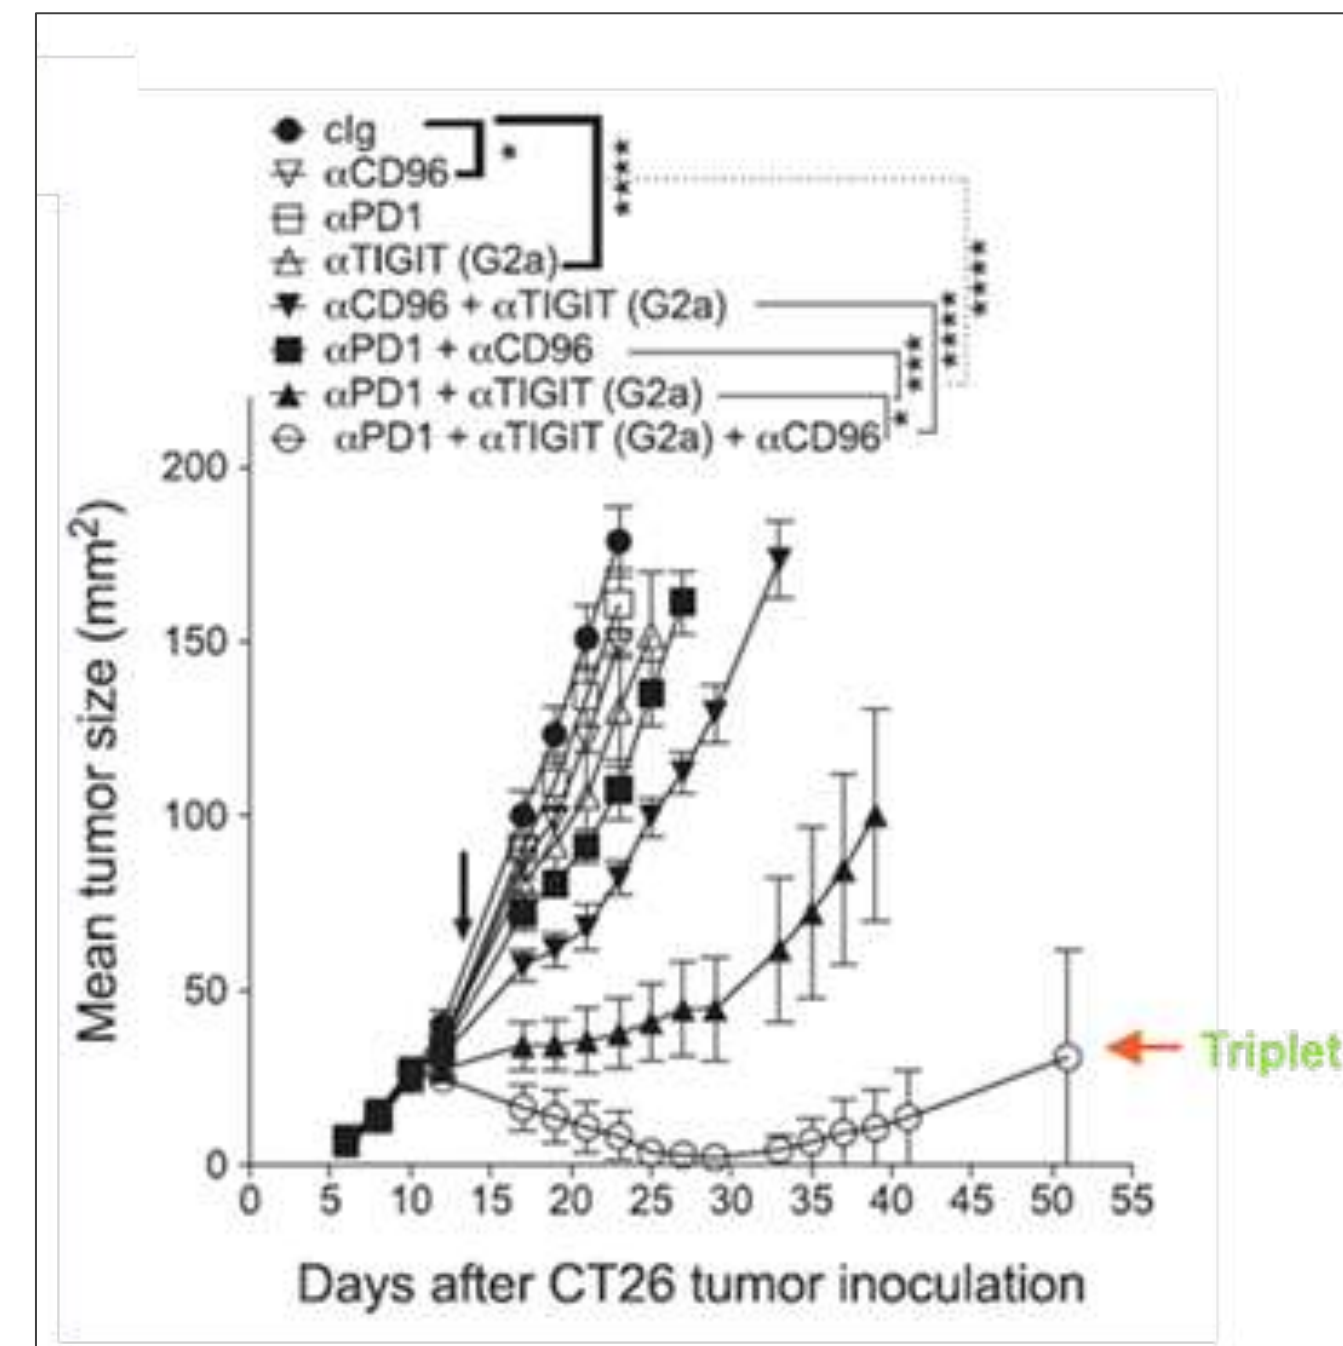 cIg
αCD96
*
αPD1
****
αTIGIT (G2a)
****
αCD96 + αTIGIT (G2a)
****
αPD1 + αCD96
***
αPD1 + αTIGIT (G2a)
*
αPD1 + αTIGIT (G2a) + αCD96
200
150
100
50
0
Mean tumor size (mm²)
0 5 10 15 20 25 30 35 40 45 50 55
Days after CT26 tumor inoculation
Triplet